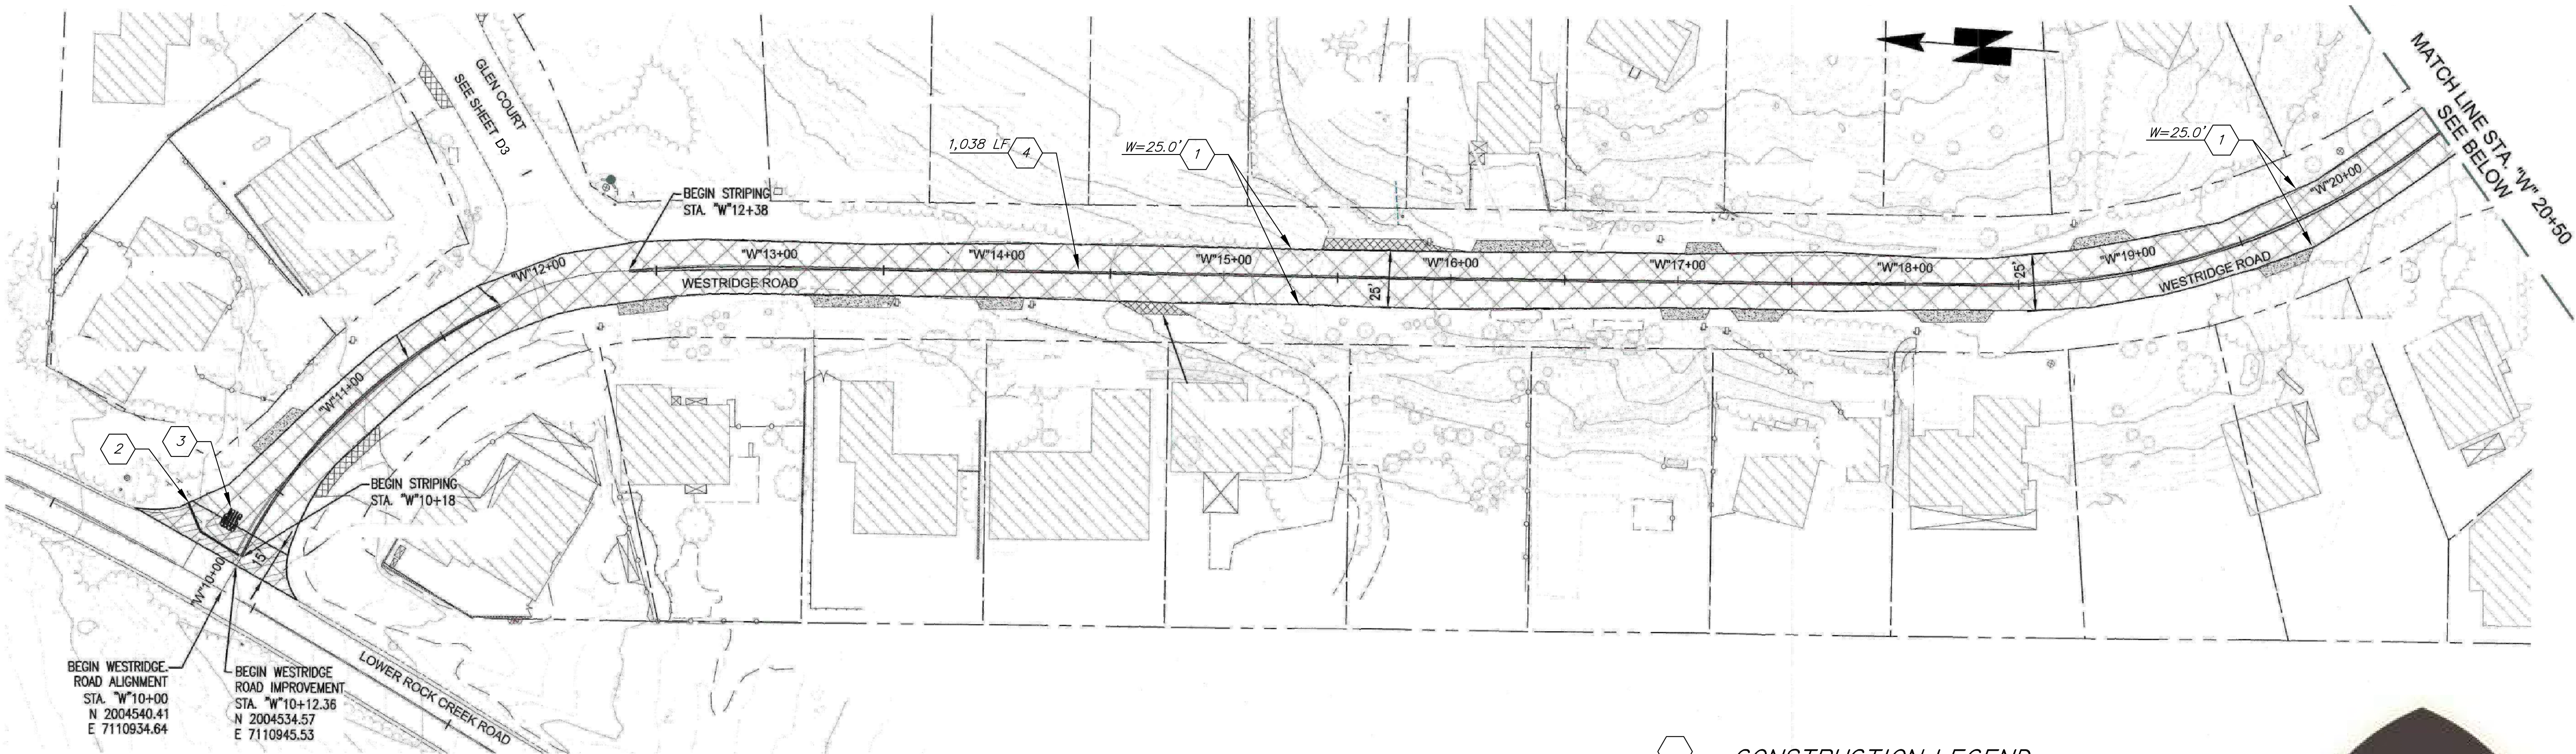 GLEN COURT
SEE SHEET D3
MATCH LINE STA. "W" 20+50
SEE BELOW
1,038 LF
4
W=25.0'
1
W=25.0'
1
BEGIN STRIPING
STA. "W"12+38
"W"11+00
"W"12+00
"W"13+00
"W"14+00
"W"15+00
"W"16+00
"W"17+00
"W"18+00
"W"19+00
"W"20+00
WESTRIDGE ROAD
25'
25'
WESTRIDGE ROAD
2
3
BEGIN STRIPING
STA. "W"10+18
15'
"W"10+00
BEGIN WESTRIDGE
ROAD ALIGNMENT
STA. "W"10+00
N 2004540.41
E 7110934.64
BEGIN WESTRIDGE
ROAD IMPROVEMENT
STA. "W"10+12.36
N 2004534.57
E 7110945.53
LOWER ROCK CREEK ROAD
CONSTRUCTION LEGEND